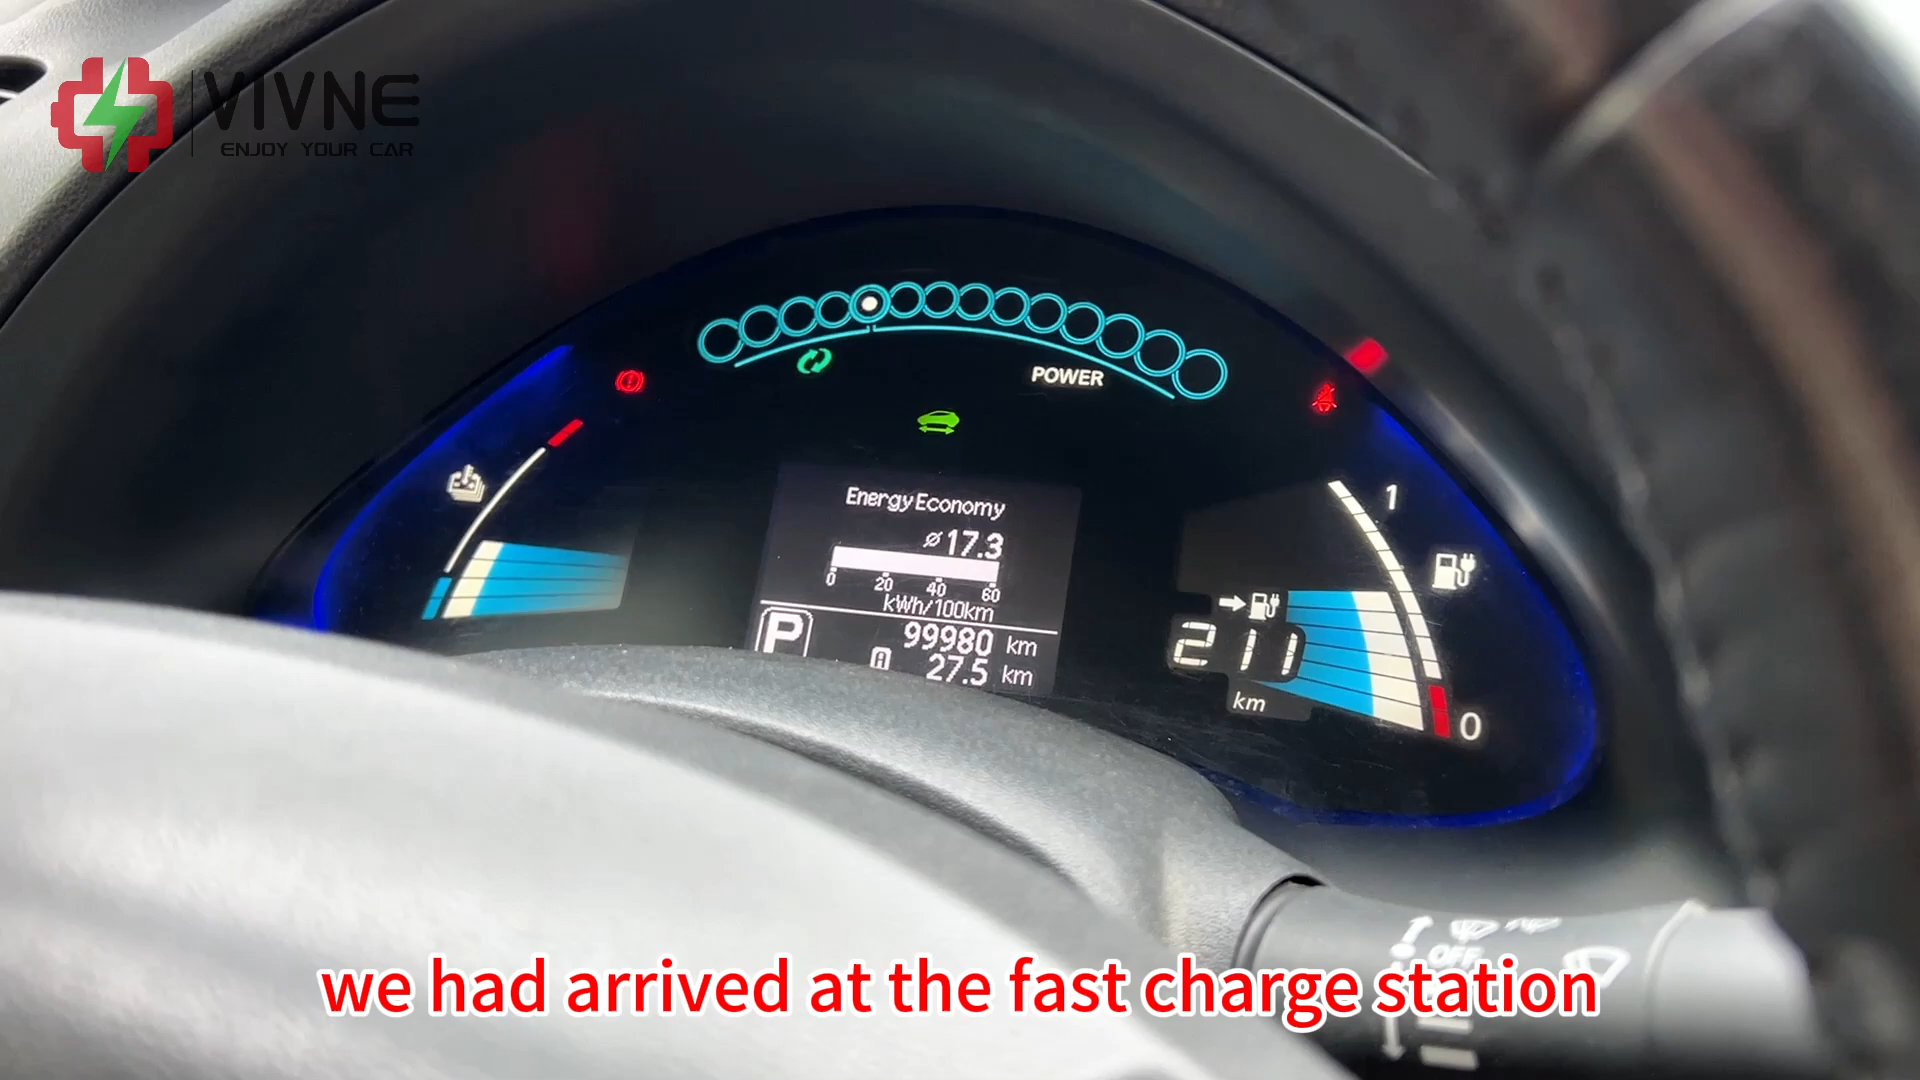 VIVNE
ENJOY YOUR CAR
POWER
Energy Economy
ø17.3
0 20 40 60
kWh/100km
P
99980 km
A 27.5 km
1
211
km
0
OFF
we had arrived at the fast charge station